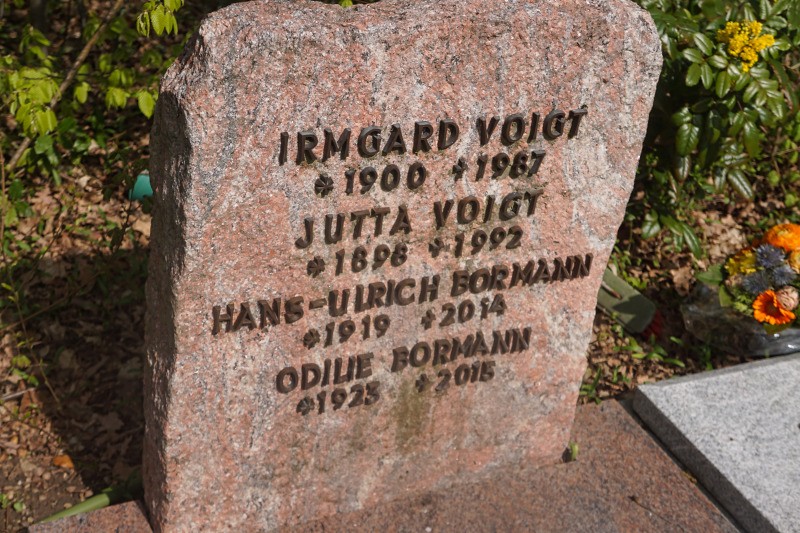 IRMGARD VOIGT
*1900 +1987
JUTTA VOIGT
*1898 +1992
HANS-ULRICH BORMANN
*1919 +2014
ODILIE BORMANN
*1923 +2015